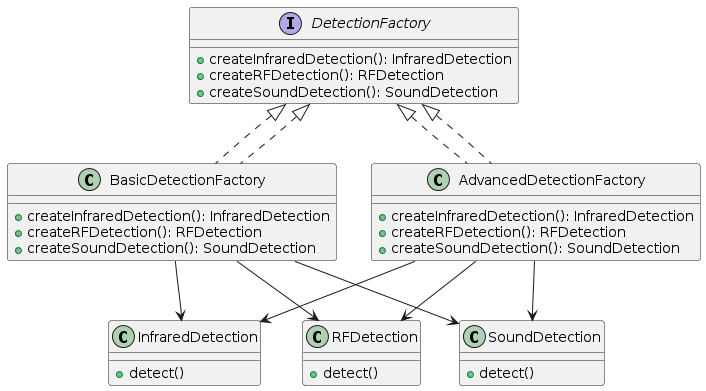 I DetectionFactory
createInfraredDetection(): InfraredDetection
createRFDetection(): RFDetection
createSoundDetection(): SoundDetection
C BasicDetectionFactory
createInfraredDetection(): InfraredDetection
createRFDetection(): RFDetection
createSoundDetection(): SoundDetection
C AdvancedDetectionFactory
createInfraredDetection(): InfraredDetection
createRFDetection(): RFDetection
createSoundDetection(): SoundDetection
C InfraredDetection
detect()
C RFDetection
detect()
C SoundDetection
detect()